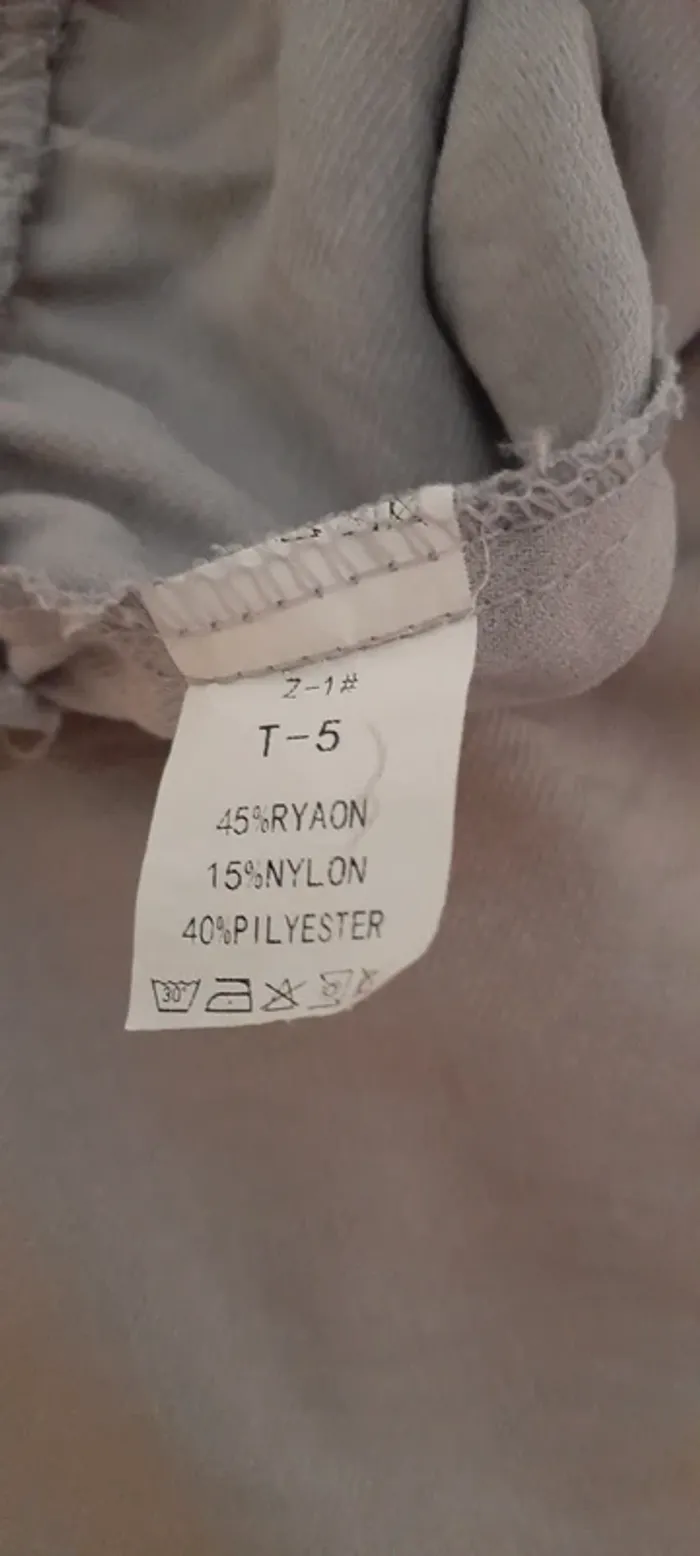 Z-1#
T-5
45%RYAON
15%NYLON
40%PILYESTER
30°